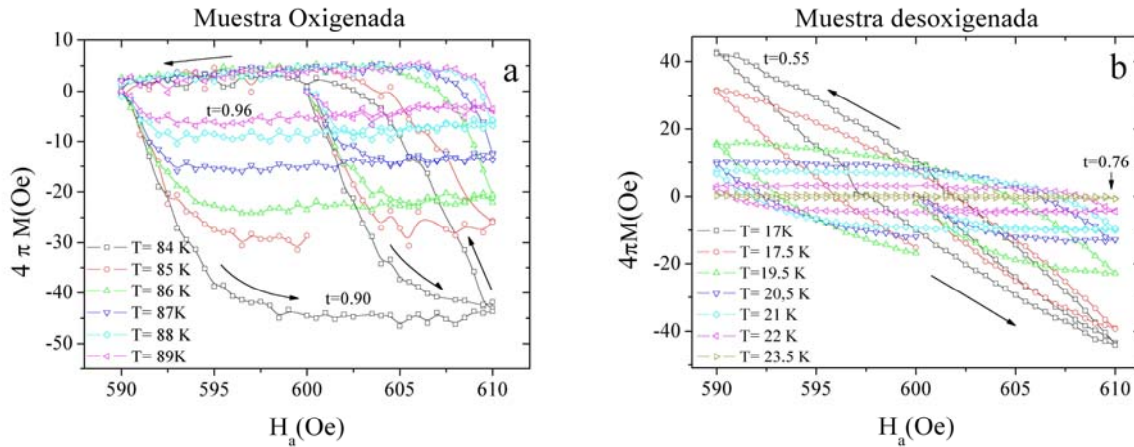 Muestra Oxigenada
10
5
0
-10
-20
-30
-40
-50
4 π M(Oe)
a
t=0.96
t=0.90
T= 84 K
T= 85 K
T= 86 K
T= 87K
T= 88 K
T= 89K
590 595 600 605 610
H_a(Oe)
Muestra desoxigenada
40
20
0
-20
-40
4πM(Oe)
b
t=0.55
t=0.76
T= 17K
T= 17.5 K
T= 19.5 K
T= 20,5 K
T= 21 K
T= 22 K
T= 23.5 K
590 595 600 605 610
H_a(Oe)